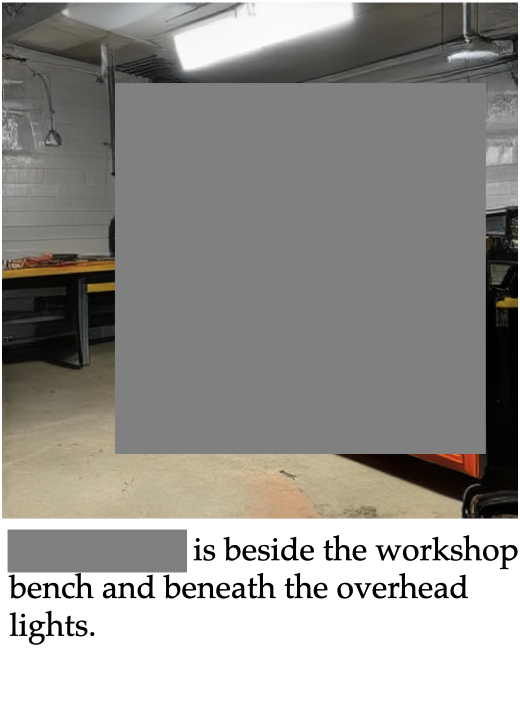 is beside the workshop
bench and beneath the overhead
lights.